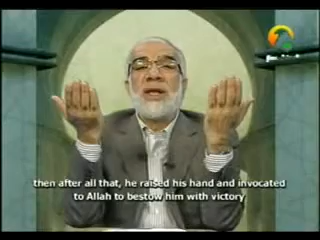 then after all that, he raised his hand and invocated
to Allah to bestow him with victory